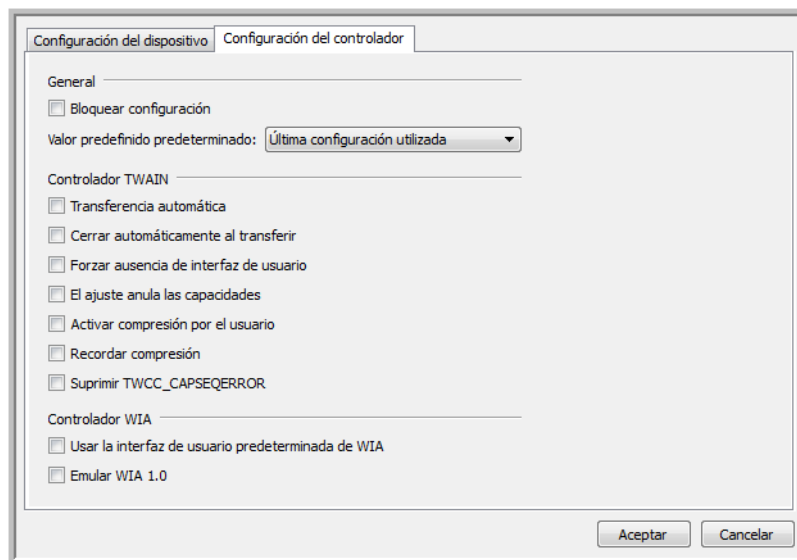 Configuración del dispositivo
Configuración del controlador
General
Bloquear configuración
Valor predefinido predeterminado: Última configuración utilizada
Controlador TWAIN
Transferencia automática
Cerrar automáticamente al transferir
Forzar ausencia de interfaz de usuario
El ajuste anula las capacidades
Activar compresión por el usuario
Recordar compresión
Suprimir TWCC_CAPSEQERROR
Controlador WIA
Usar la interfaz de usuario predeterminada de WIA
Emular WIA 1.0
Aceptar
Cancelar